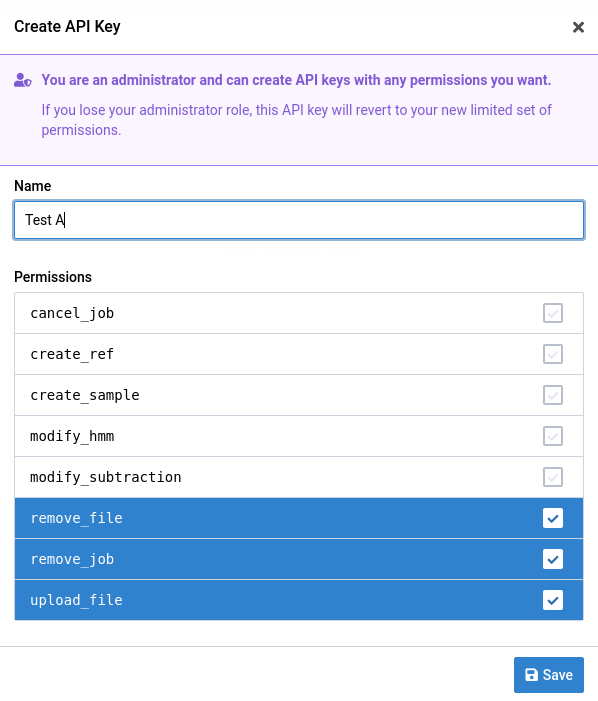 Create API Key
You are an administrator and can create API keys with any permissions you want.
If you lose your administrator role, this API key will revert to your new limited set of
permissions.
Name
Test A
Permissions
cancel_job
create_ref
create_sample
modify_hmm
modify_subtraction
remove_file
remove_job
upload_file
Save